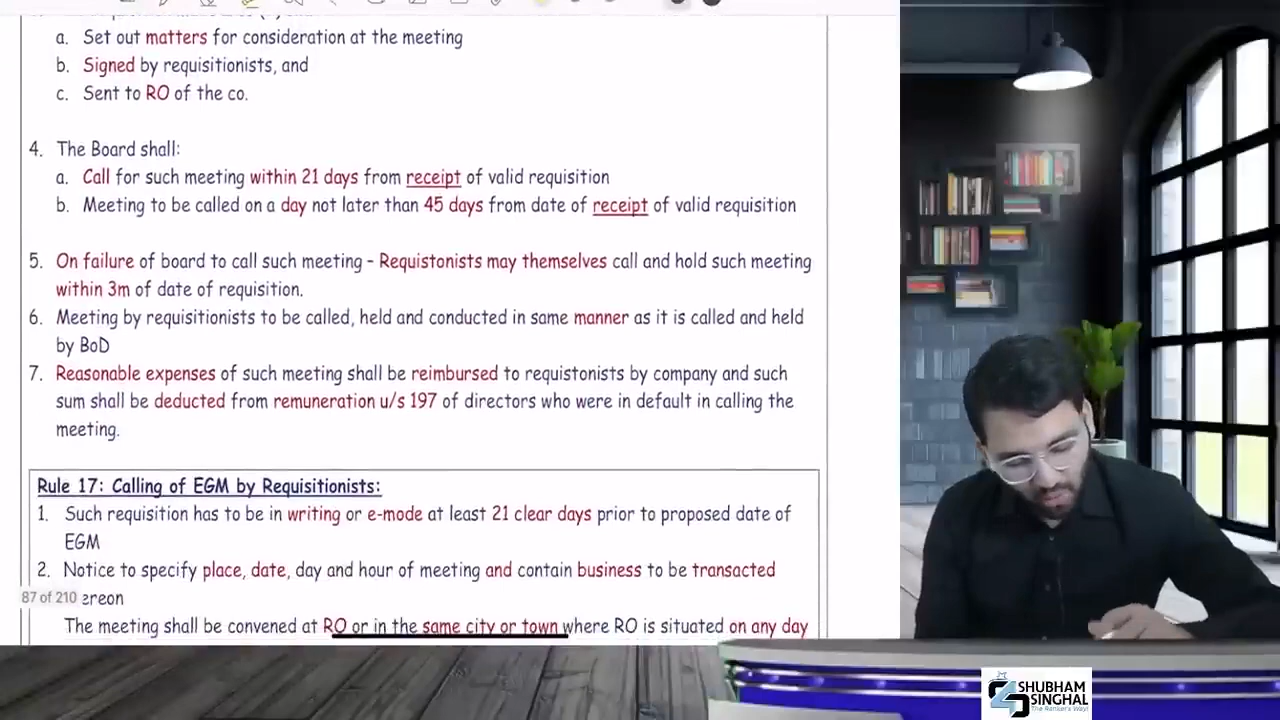 a. Set out matters for consideration at the meeting
b. Signed by requisitionists, and
c. Sent to RO of the co.
4. The Board shall:
a. Call for such meeting within 21 days from receipt of valid requisition
b. Meeting to be called on a day not later than 45 days from date of receipt of valid requisition
5. On failure of board to call such meeting - Requistonists may themselves call and hold such meeting
within 3m of date of requisition.
6. Meeting by requisitionists to be called, held and conducted in same manner as it is called and held
by BoD
7. Reasonable expenses of such meeting shall be reimbursed to requistonists by company and such
sum shall be deducted from remuneration u/s 197 of directors who were in default in calling the
meeting.
Rule 17: Calling of EGM by Requisitionists:
1. Such requisition has to be in writing or e-mode at least 21 clear days prior to proposed date of
EGM
2. Notice to specify place, date, day and hour of meeting and contain business to be transacted
87 of 210 ereon
The meeting shall be convened at RO or in the same city or town where RO is situated on any day
SHUBHAM
SINGHAL
The Rankers Way!